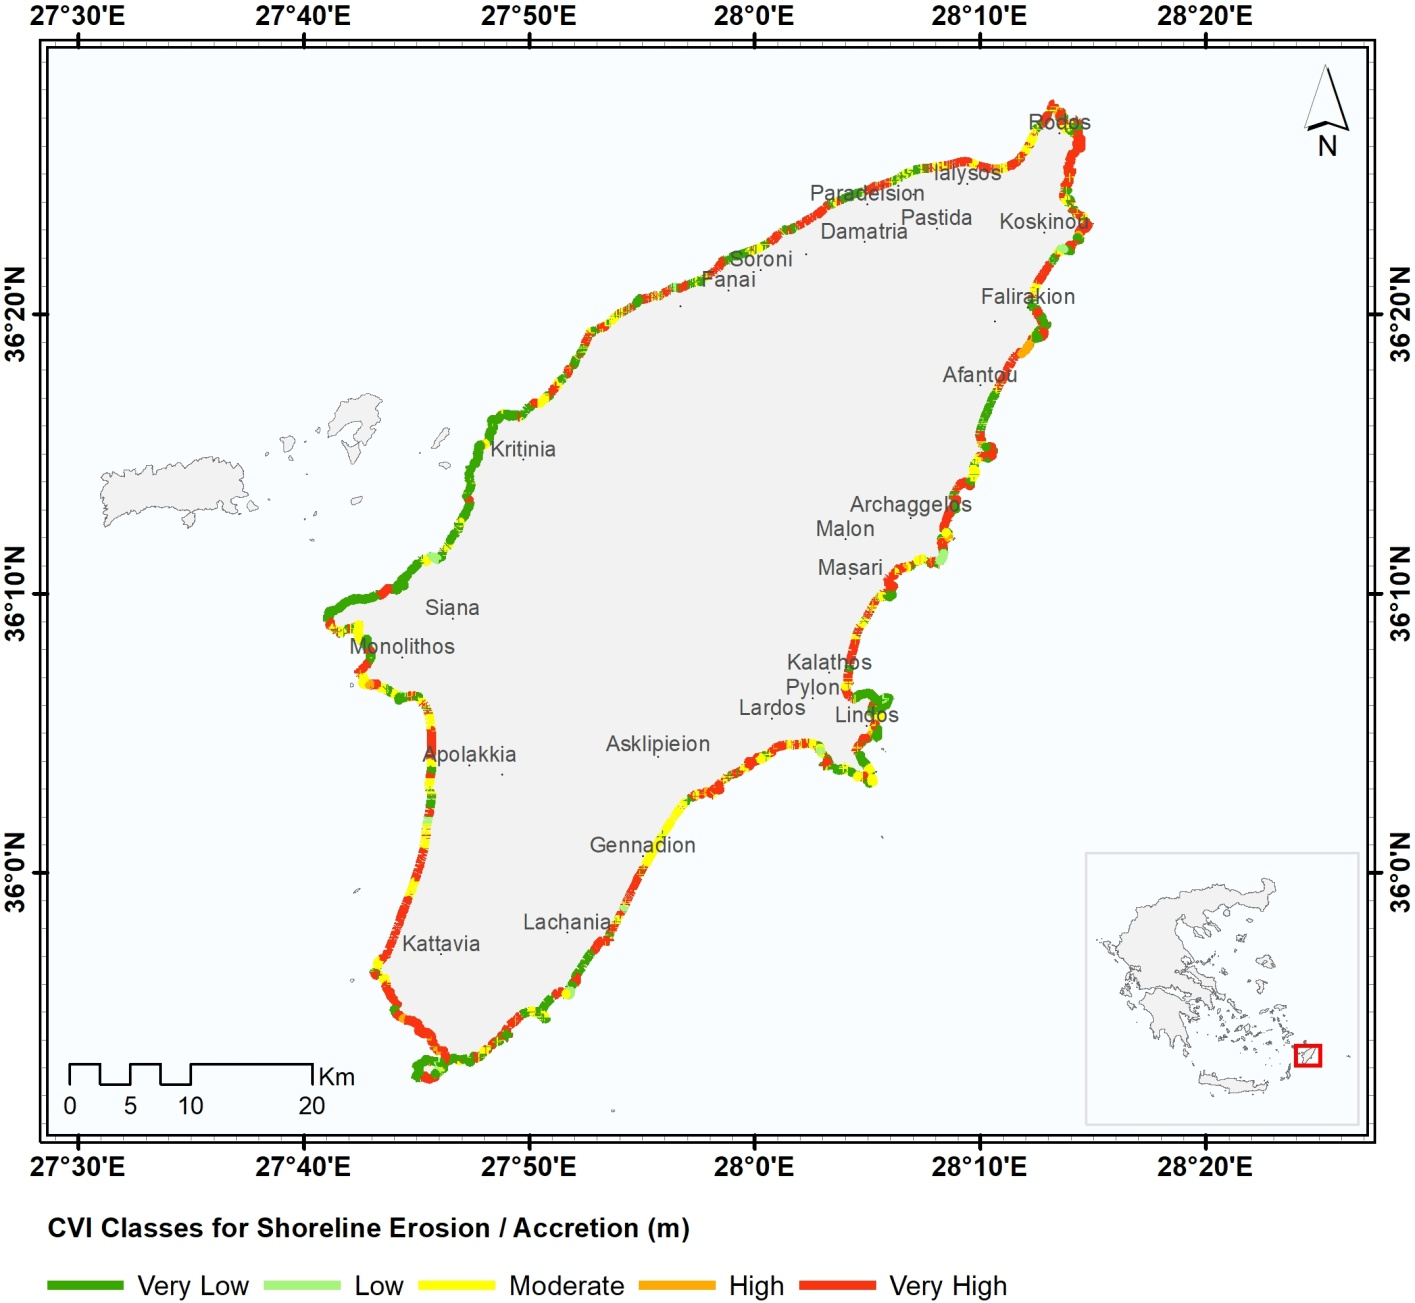 27°30'E 27°40'E 27°50'E 28°0'E 28°10'E 28°20'E
N
Rodos
Ialysos
Paradeision
Pastida
Koskinou
Damatria
Soroni
Fanai
Falirakion
36°20'N 36°20'N
Afantou
Kritinia
Archaggelos
Malon
Masari
36°10'N 36°10'N
Siana
Monolithos
Kalathos
Pylon
Lardos
Lindos
Asklipieion
Apolakkia
Gennadion
36°0'N 36°0'N
Lachania
Kattavia
Km
0 5 10 20
27°30'E 27°40'E 27°50'E 28°0'E 28°10'E 28°20'E
CVI Classes for Shoreline Erosion / Accretion (m)
Very Low Low Moderate High Very High